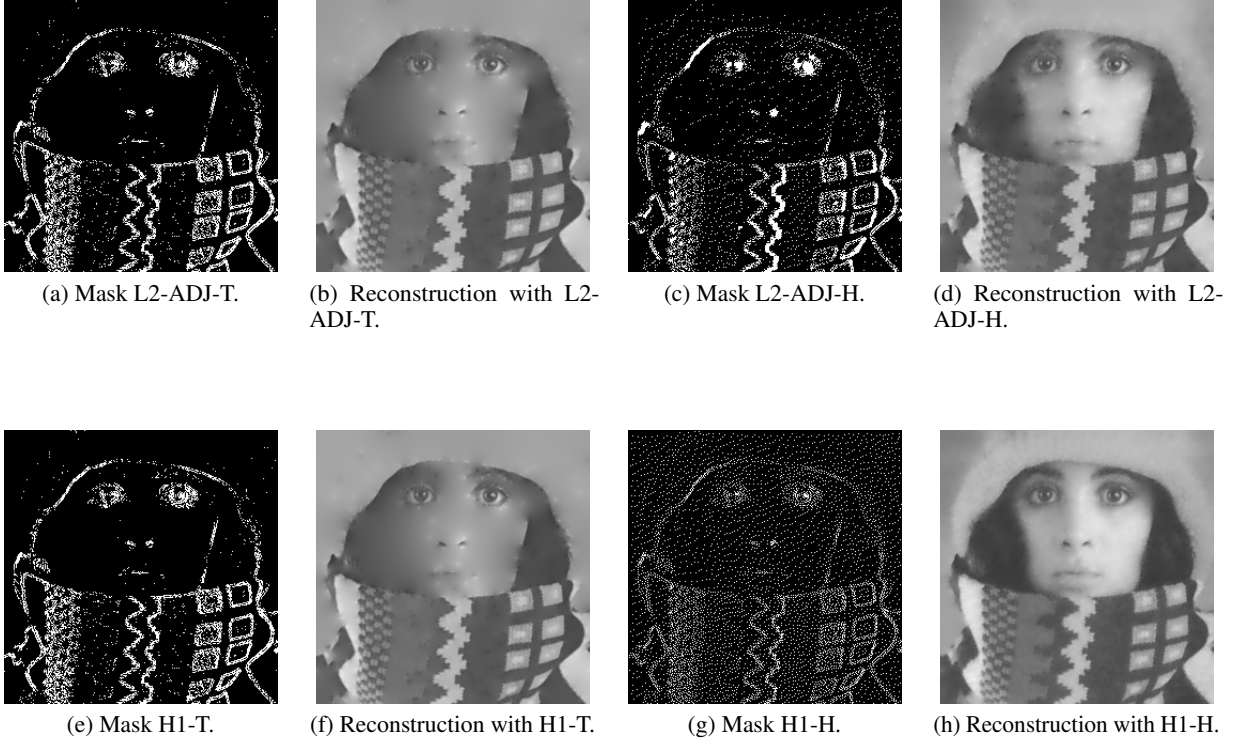 (a) Mask L2-ADJ-T.
(b) Reconstruction with L2-
ADJ-T.
(c) Mask L2-ADJ-H.
(d) Reconstruction with L2-
ADJ-H.
(e) Mask H1-T.
(f) Reconstruction with H1-T.
(g) Mask H1-H.
(h) Reconstruction with H1-H.